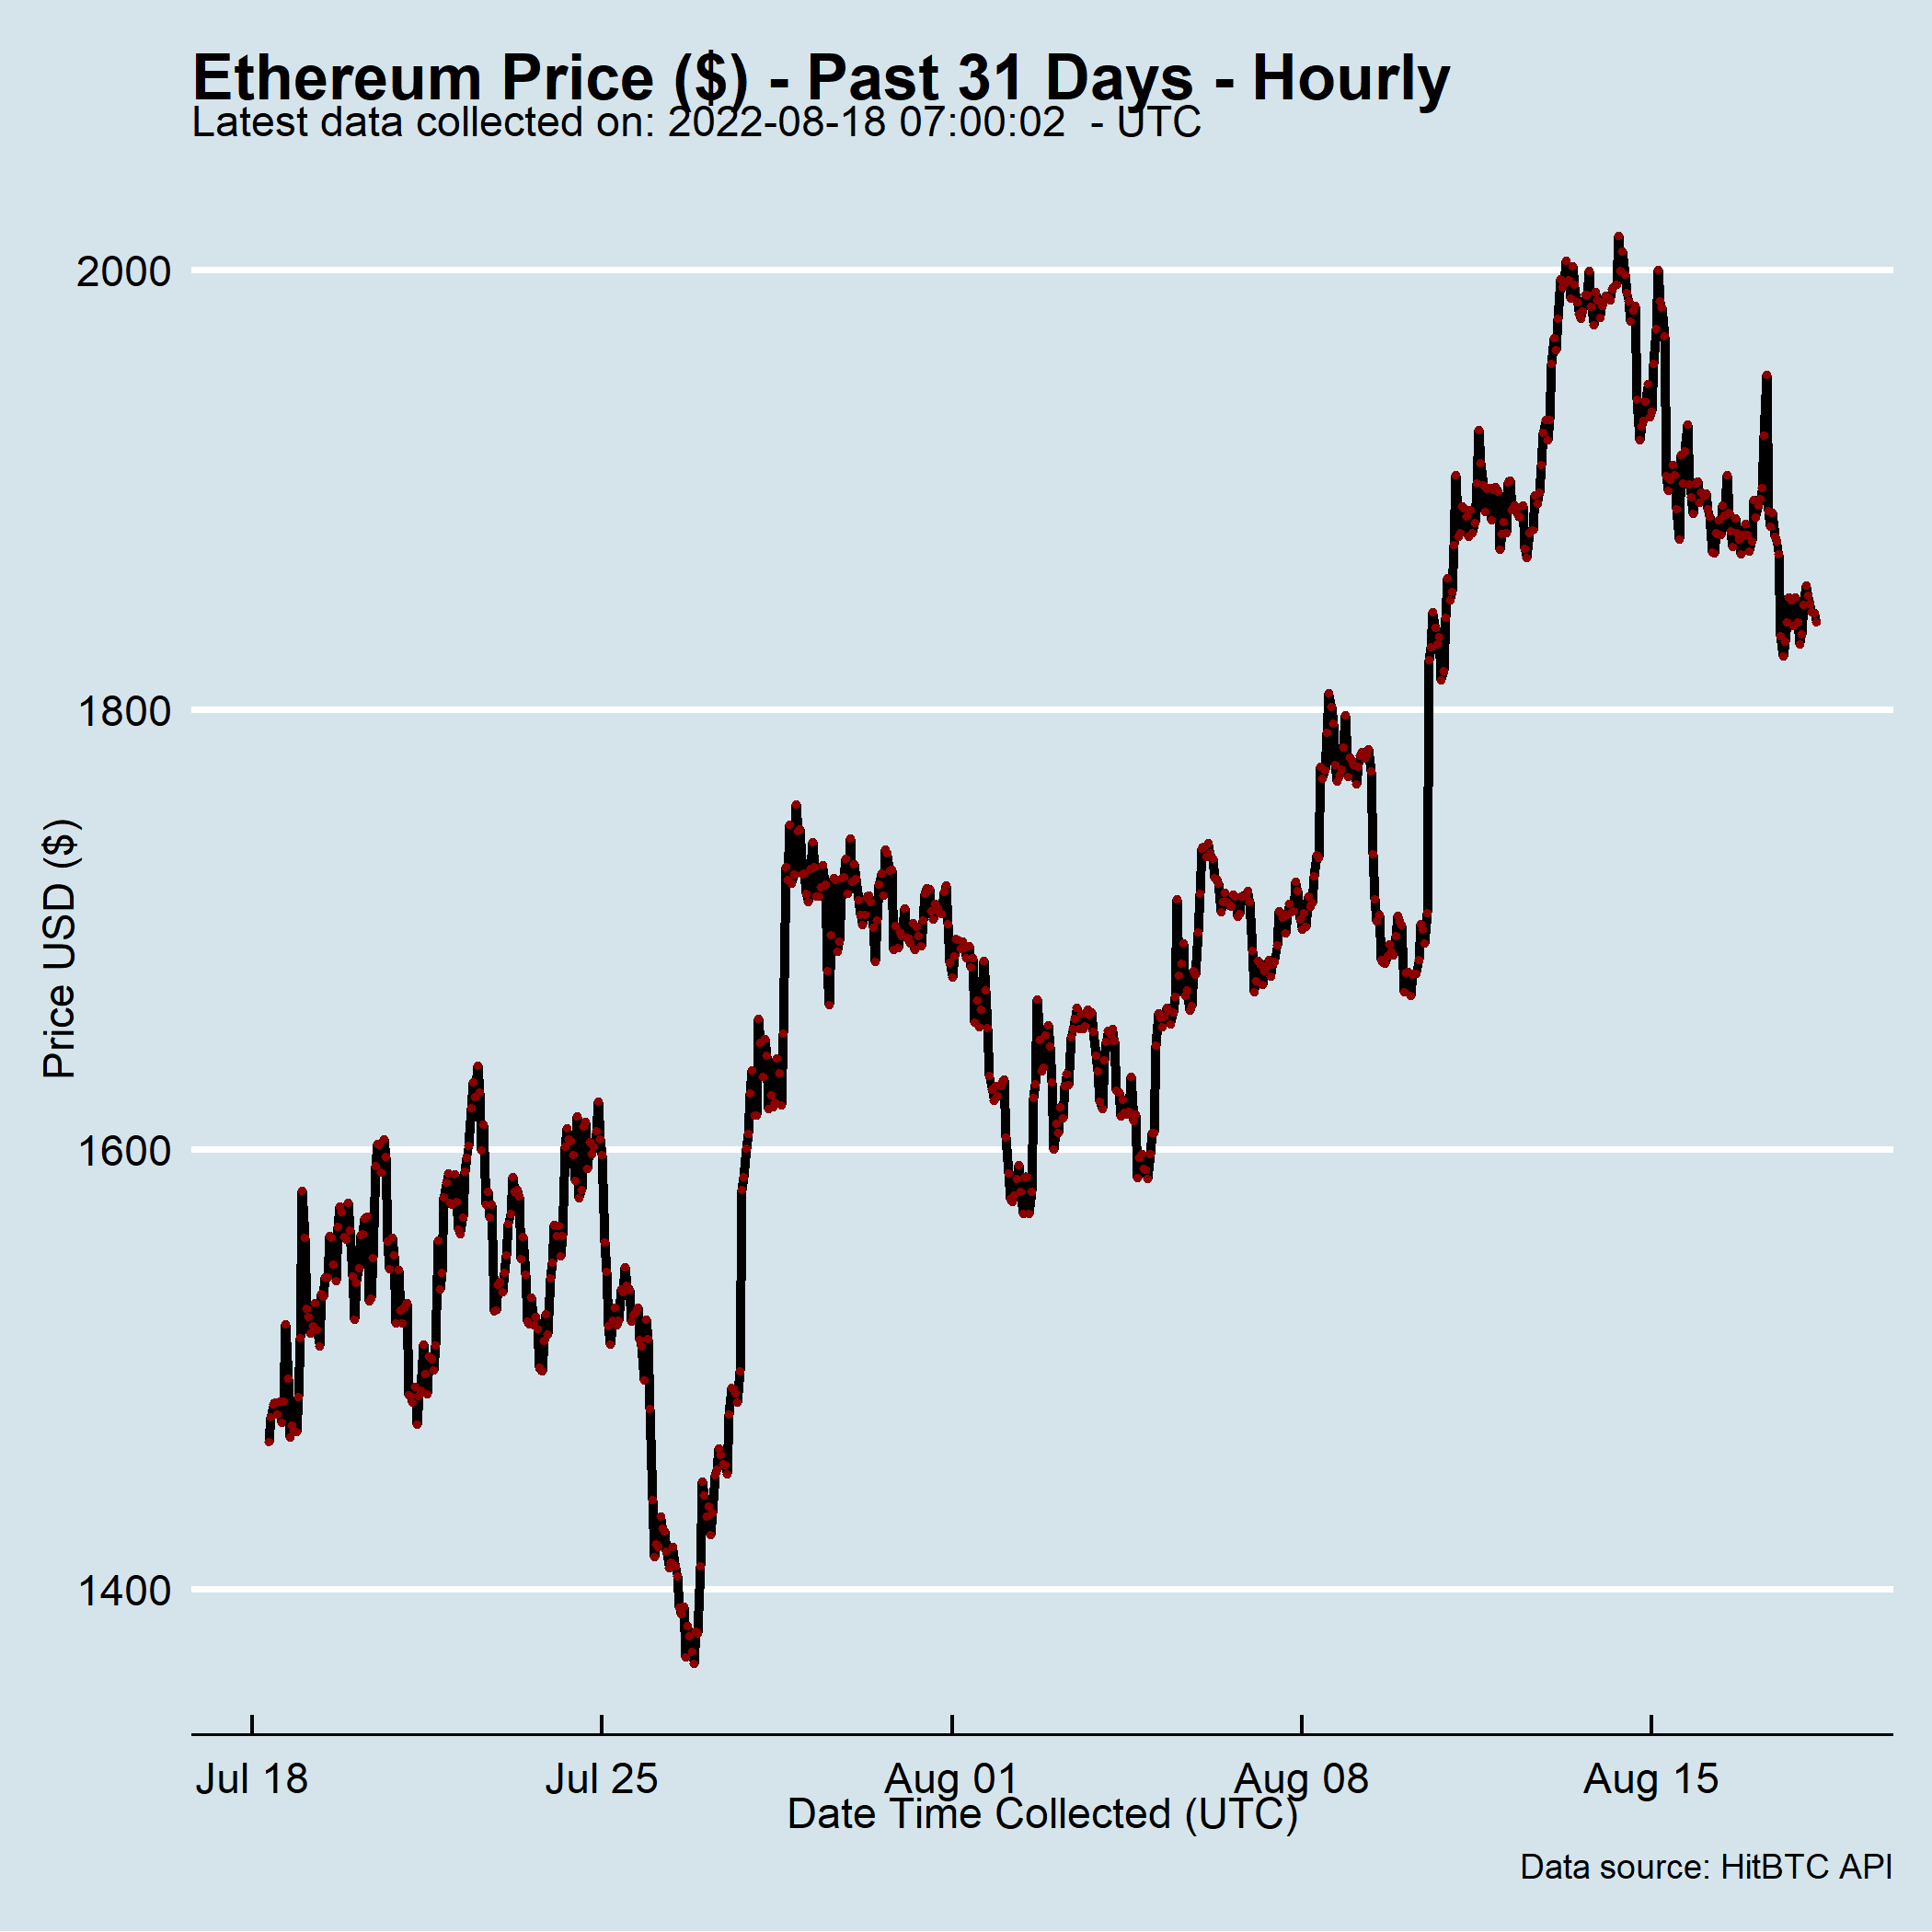 Ethereum Price ($) - Past 31 Days - Hourly
Latest data collected on: 2022-08-18 07:00:02  - UTC
2000
1800
1600
1400
Price USD ($)
Jul 18
Jul 25
Aug 01
Aug 08
Aug 15
Date Time Collected (UTC)
Data source: HitBTC API